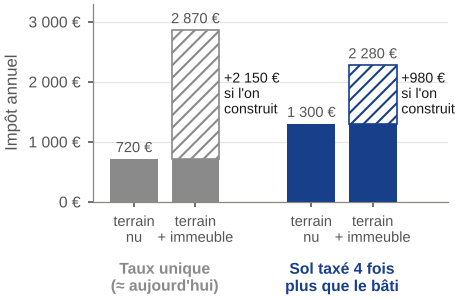 Impôt annuel
3 000 €
2 000 €
1 000 €
0 €
720 €
2 870 €
+2 150 €
si l'on
construit
1 300 €
2 280 €
+980 €
si l'on
construit
terrain
nu
terrain
+ immeuble
terrain
nu
terrain
+ immeuble
Taux unique
(≈ aujourd'hui)
Sol taxé 4 fois
plus que le bâti